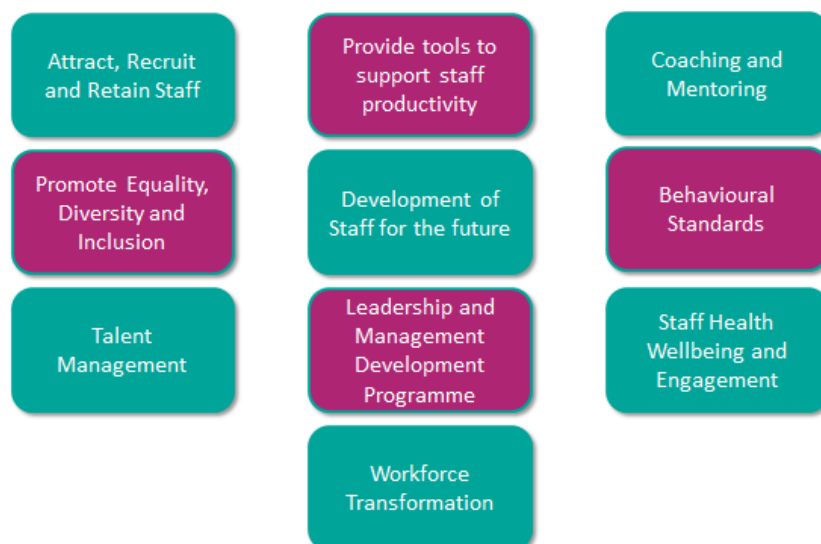 Attract, Recruit
and Retain Staff
Provide tools to
support staff
productivity
Coaching and
Mentoring
Promote Equality,
Diversity and
Inclusion
Development of
Staff for the future
Behavioural
Standards
Talent
Management
Leadership and
Management
Development
Programme
Staff Health
Wellbeing and
Engagement
Workforce
Transformation